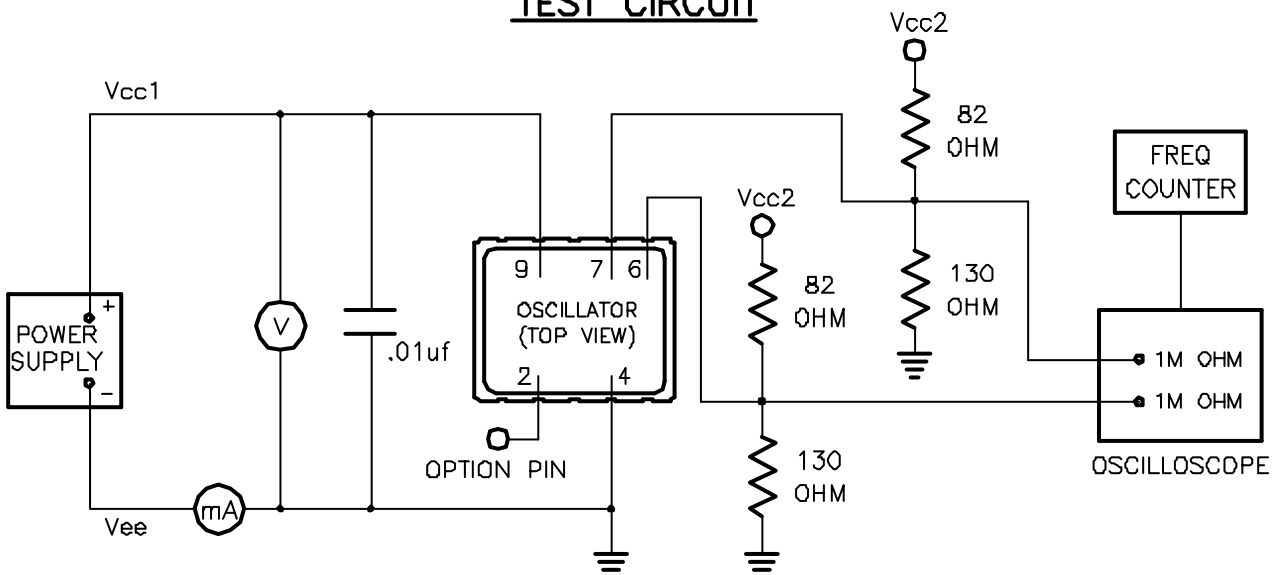 TEST CIRCUIT
Vcc2
Vcc1
82
OHM
FREQ
COUNTER
Vcc2
9
7
6
130
OHM
82
OHM
OSCILLATOR
(TOP VIEW)
+
POWER
SUPPLY
-
V
.01uf
2
4
1M OHM
1M OHM
OPTION PIN
130
OHM
OSCILLOSCOPE
mA
Vee